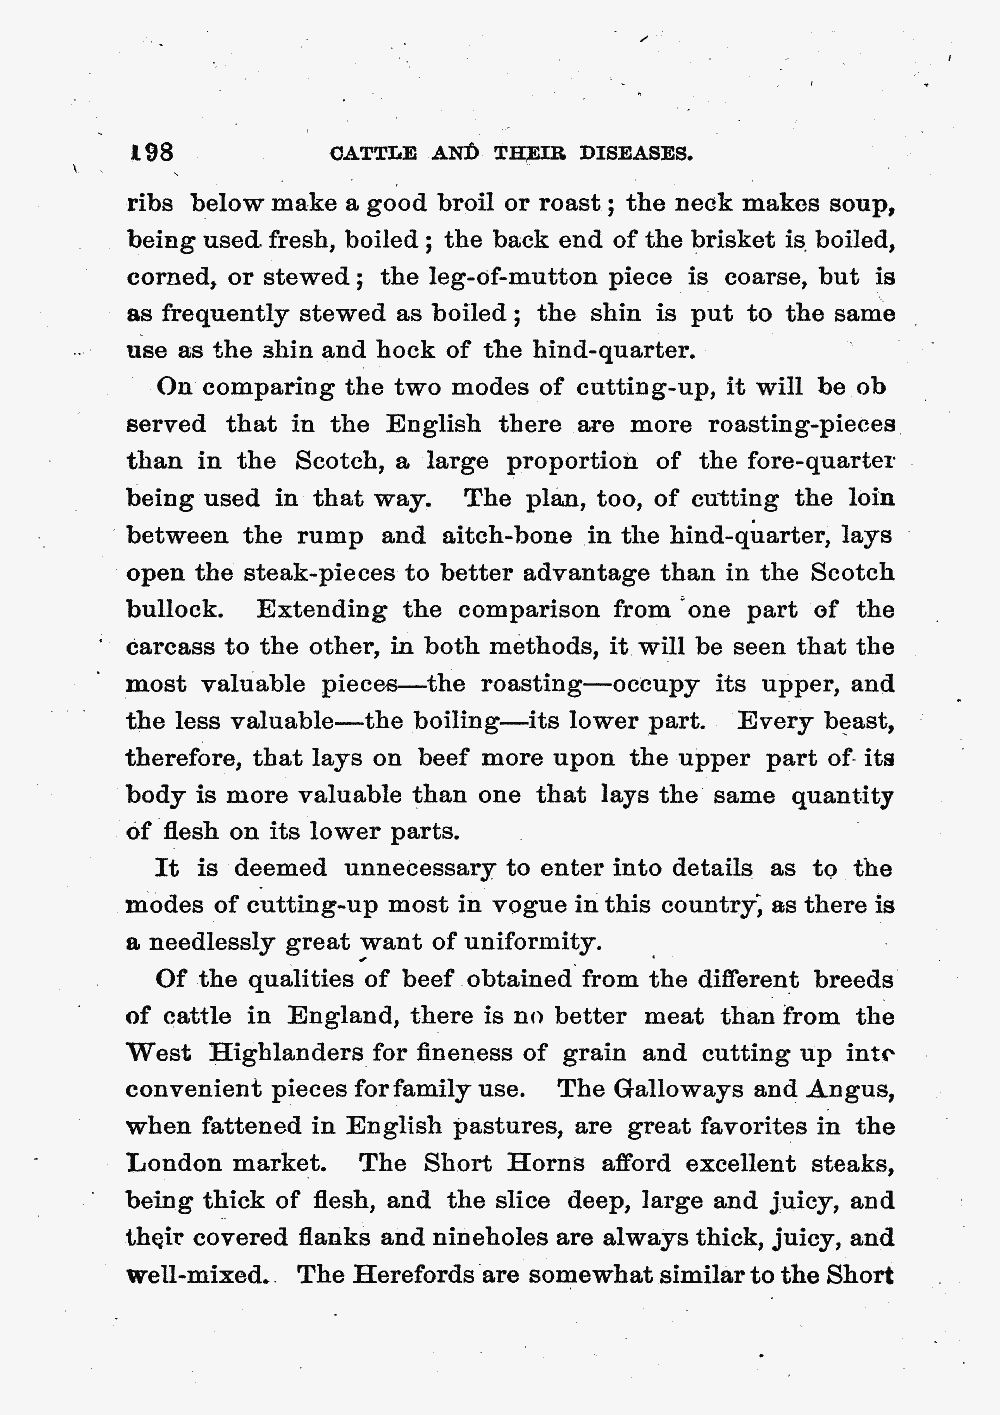 198 CATTLE AND THEIR DISEASES.
ribs below make a good broil or roast; the neck makes soup,
being used fresh, boiled; the back end of the brisket is boiled,
corned, or stewed; the leg-of-mutton piece is coarse, but is
as frequently stewed as boiled; the shin is put to the same
use as the shin and hock of the hind-quarter.
On comparing the two modes of cutting-up, it will be ob
served that in the English there are more roasting-pieces
than in the Scotch, a large proportion of the fore-quarter
being used in that way. The plan, too, of cutting the loin
between the rump and aitch-bone in the hind-quarter, lays
open the steak-pieces to better advantage than in the Scotch
bullock. Extending the comparison from one part of the
carcass to the other, in both methods, it will be seen that the
most valuable pieces—the roasting—occupy its upper, and
the less valuable—the boiling—its lower part. Every beast,
therefore, that lays on beef more upon the upper part of its
body is more valuable than one that lays the same quantity
of flesh on its lower parts.
It is deemed unnecessary to enter into details as to the
modes of cutting-up most in vogue in this country, as there is
a needlessly great want of uniformity.
Of the qualities of beef obtained from the different breeds
of cattle in England, there is no better meat than from the
West Highlanders for fineness of grain and cutting up into
convenient pieces for family use. The Galloways and Angus,
when fattened in English pastures, are great favorites in the
London market. The Short Horns afford excellent steaks,
being thick of flesh, and the slice deep, large and juicy, and
their covered flanks and nineholes are always thick, juicy, and
well-mixed. The Herefords are somewhat similar to the Short